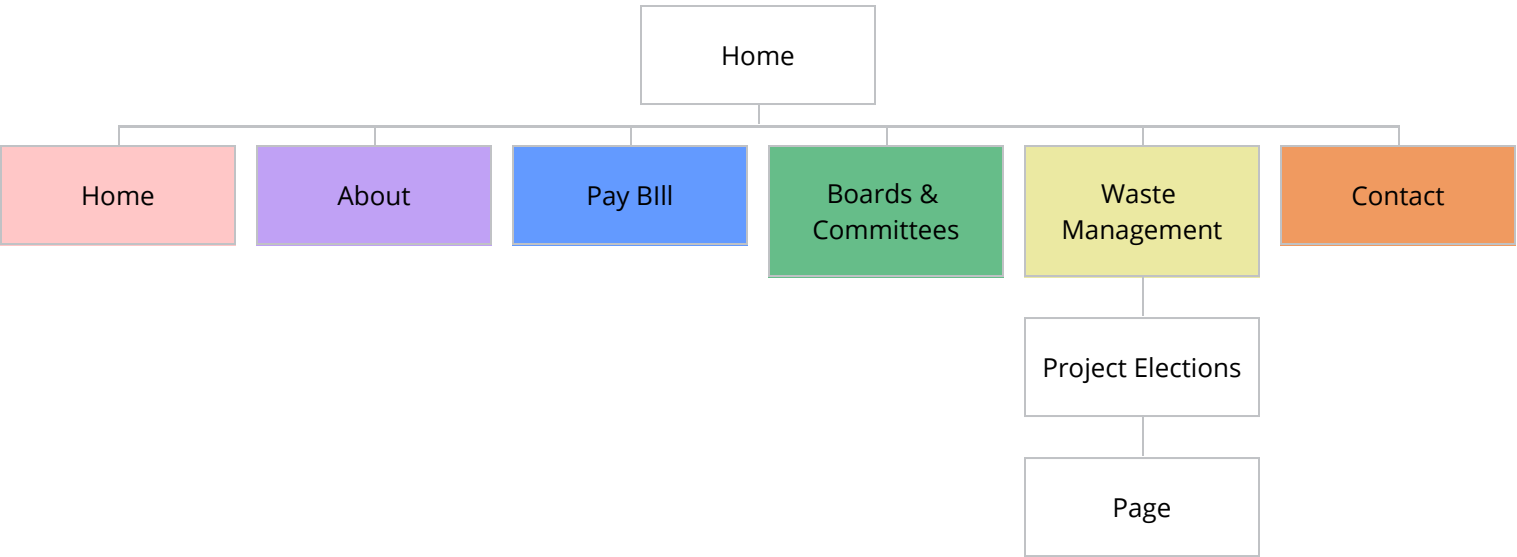 Home
Home
About
Pay BIll
Boards &
Committees
Waste
Management
Contact
Project Elections
Page